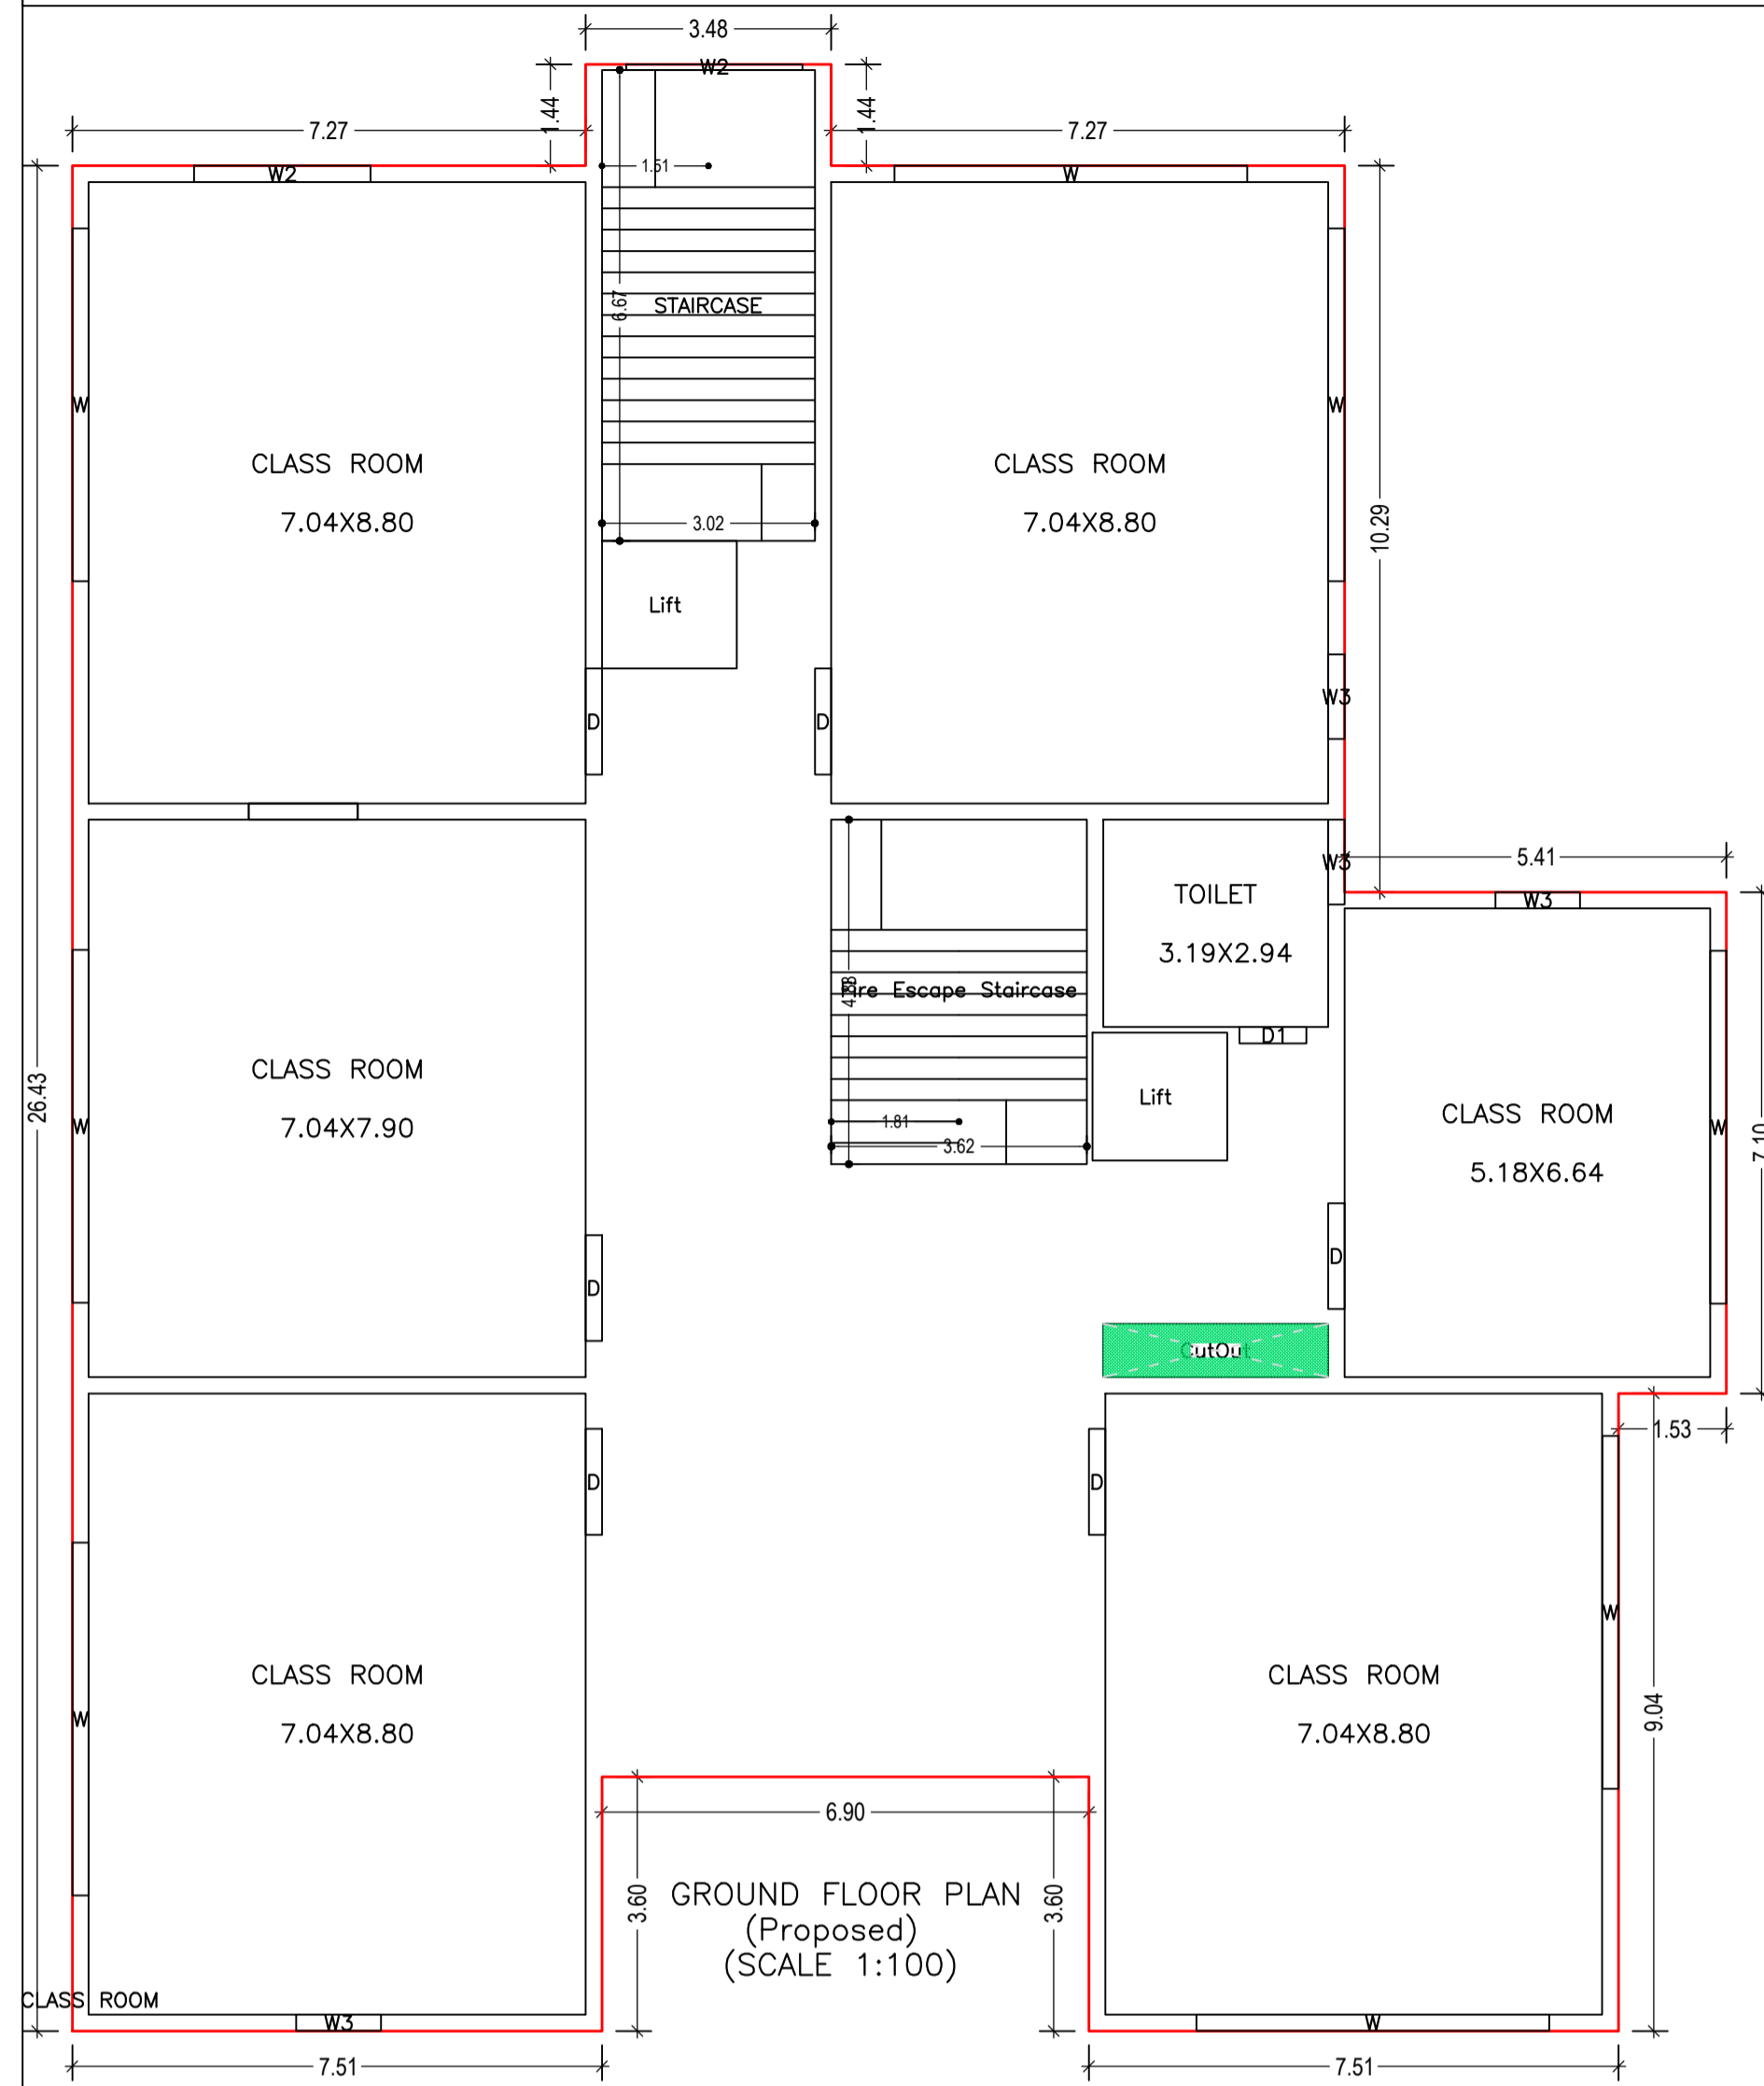 3.48
W2
1.44
1.44
7.27
7.27
1.51
W2
W
6.67
STAIRCASE
W
W
CLASS ROOM
7.04X8.80
CLASS ROOM
7.04X8.80
10.29
3.02
Lift
W3
D
D
5.41
W3
W3
TOILET
3.19X2.94
Fire Escape Staircase
D1
26.43
CLASS ROOM
7.04X7.90
W
Lift
1.81
3.62
CLASS ROOM
5.18X6.64
W
7.10
D
D
CutOut
1.53
D
D
W
CLASS ROOM
7.04X8.80
W
CLASS ROOM
7.04X8.80
9.04
6.90
3.60
3.60
GROUND FLOOR PLAN
(Proposed)
(SCALE 1:100)
CLASS ROOM
W3
W
7.51
7.51